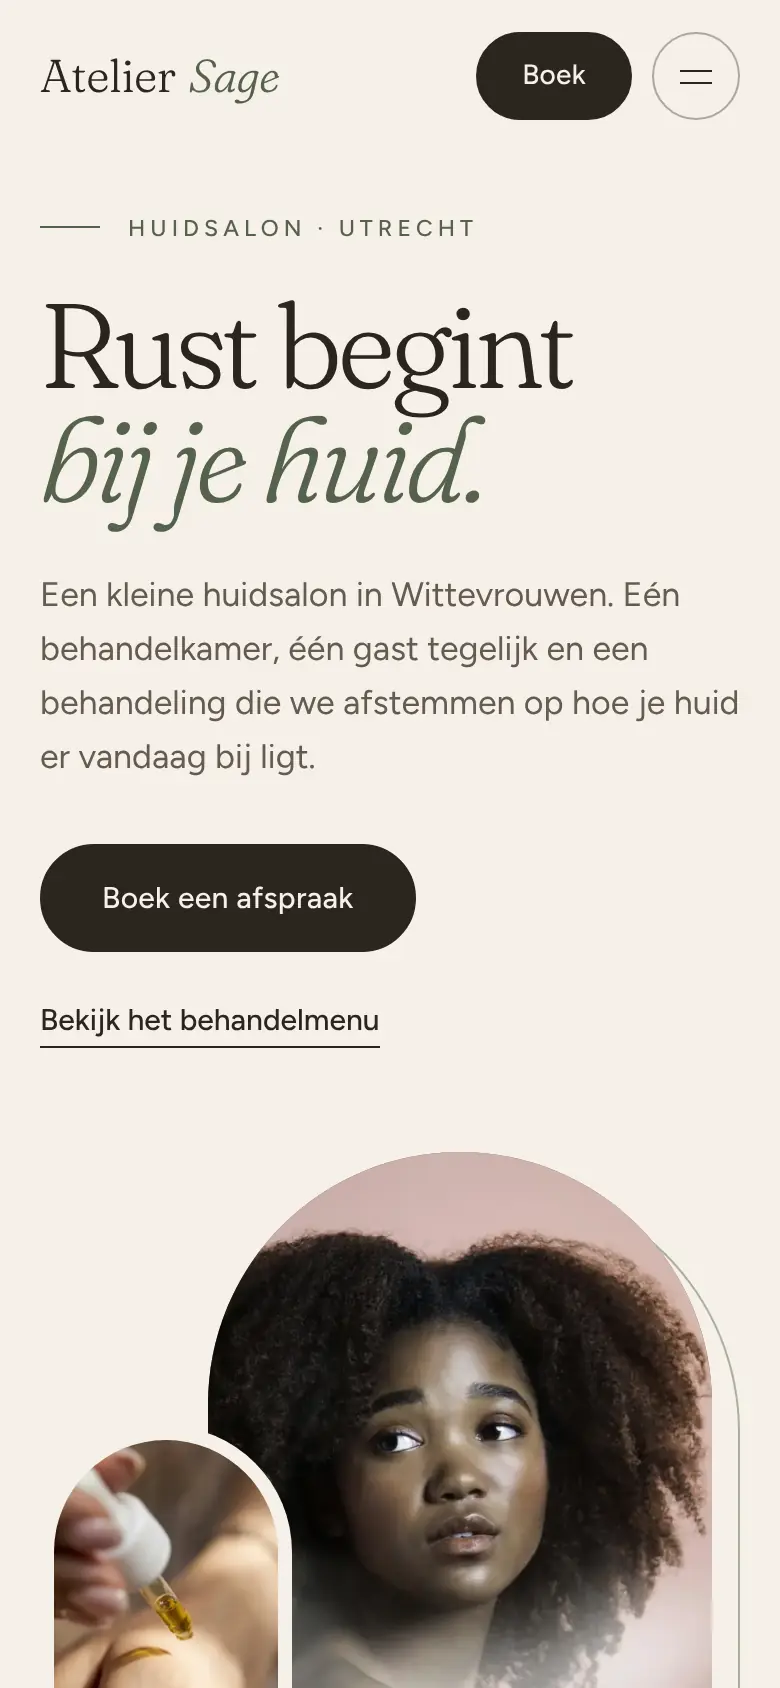 Atelier Sage
Boek
HUIDSALON · UTRECHT
Rust begint
bij je huid.
Een kleine huidsalon in Wittevrouwen. Eén
behandelkamer, één gast tegelijk en een
behandeling die we afstemmen op hoe je huid
er vandaag bij ligt.
Boek een afspraak
Bekijk het behandelmenu